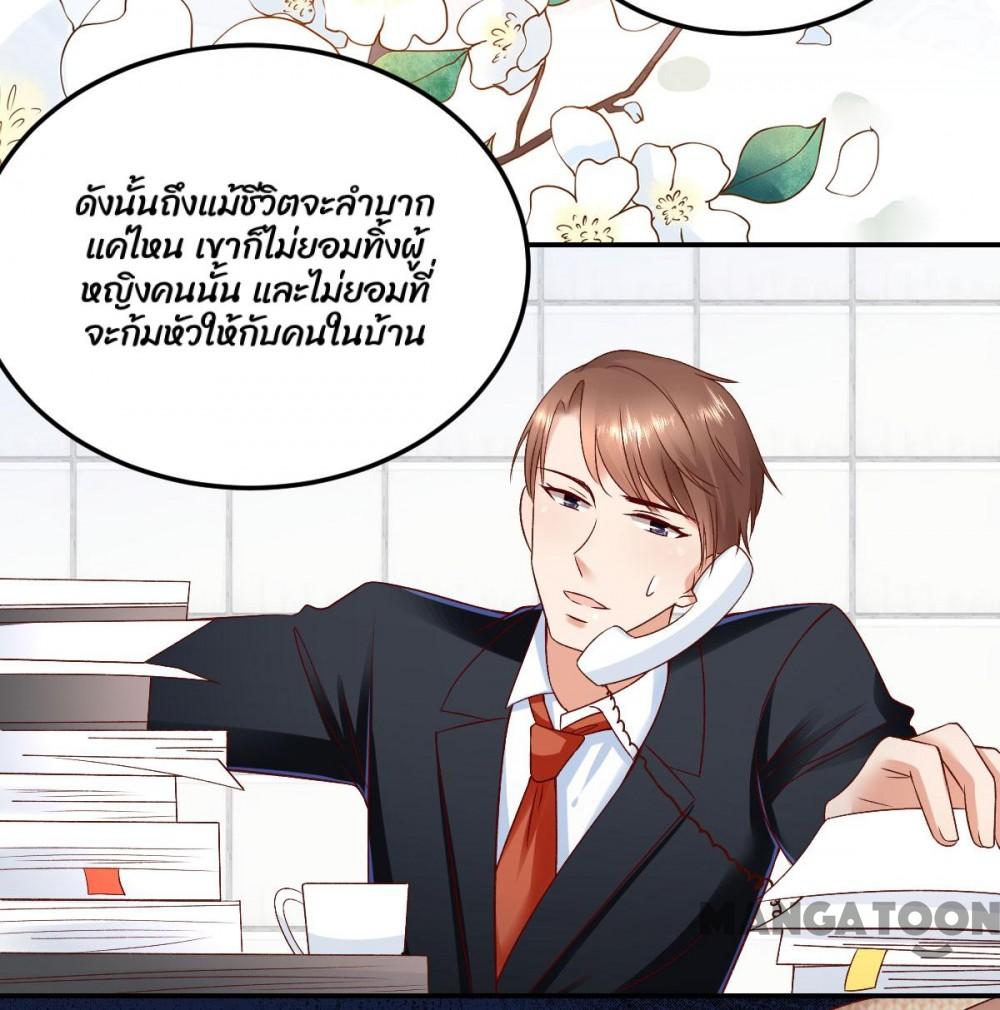 ดังนั้นถึงแม้ชีวิตจะลำบาก
แค่ไหน เขาก็ไม่ยอมทิ้งผู้
หญิงคนนั้น และไม่ยอมที่
จะก้มหัวให้กับคนในบ้าน
MANGATOON